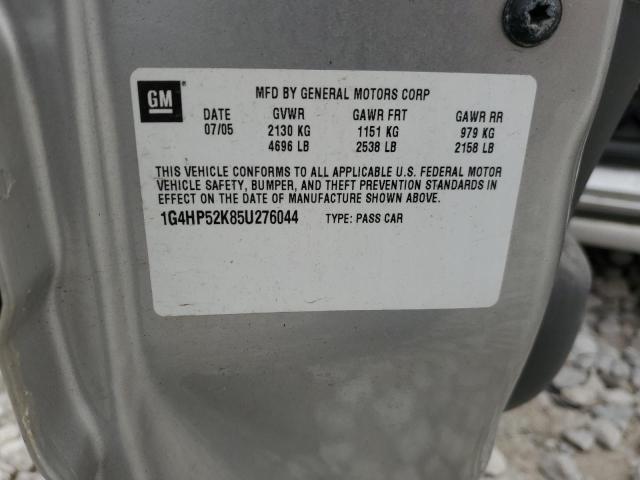 GM
MFD BY GENERAL MOTORS CORP
DATE GVWR GAWR FRT GAWR RR
07/05 2130 KG 1151 KG 979 KG
4696 LB 2538 LB 2158 LB
THIS VEHICLE CONFORMS TO ALL APPLICABLE U.S. FEDERAL MOTOR
VEHICLE SAFETY, BUMPER, AND THEFT PREVENTION STANDARDS IN
EFFECT ON THE DATE OF MANUFACTURE SHOWN ABOVE.
1G4HP52K85U276044 TYPE: PASS CAR